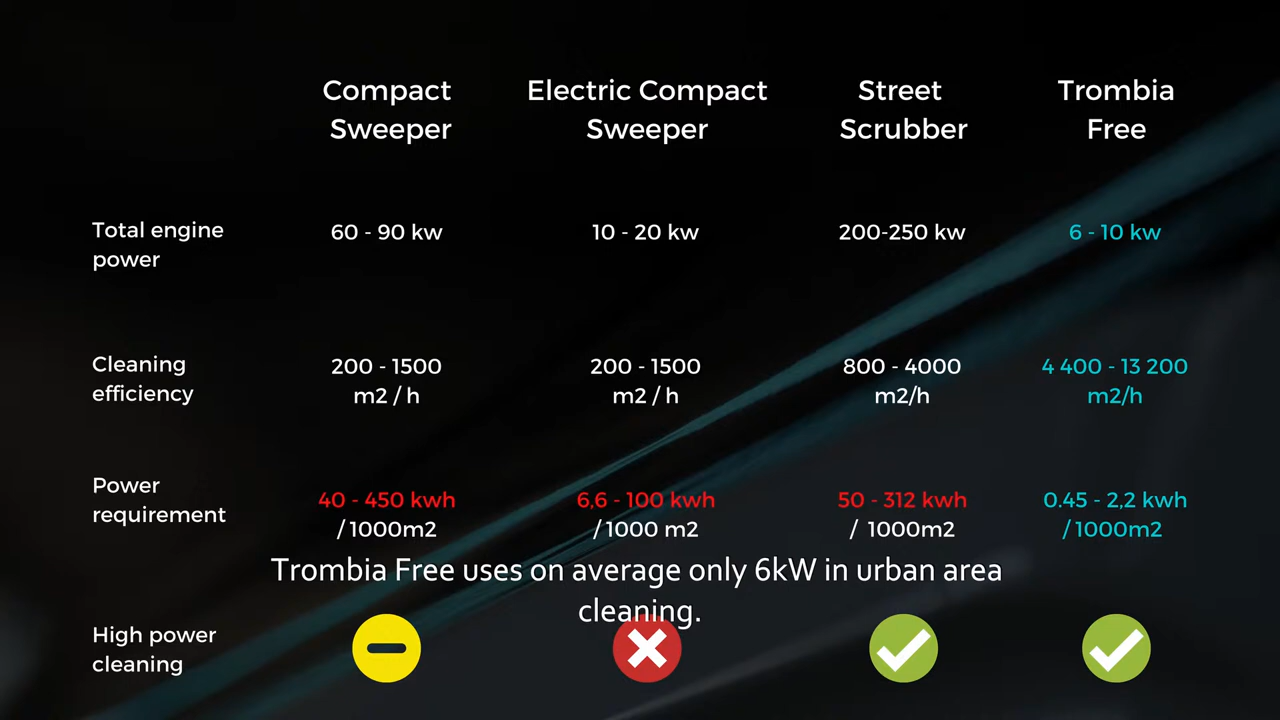 Compact Electric Compact Street Trombia
Sweeper Sweeper Scrubber Free
Total engine 60 - 90 kw 10 - 20 kw 200-250 kw 6 - 10 kw
power
Cleaning 200 - 1500 200 - 1500 800 - 4000 4 400 - 13 200
efficiency m2 / h m2 / h m2/h m2/h
Power 40 - 450 kwh 6,6 - 100 kwh 50 - 312 kwh 0.45 - 2,2 kwh
requirement / 1000m2 / 1000 m2 / 1000m2 / 1000m2
Trombia Free uses on average only 6kW in urban area
cleaning.
High power
cleaning